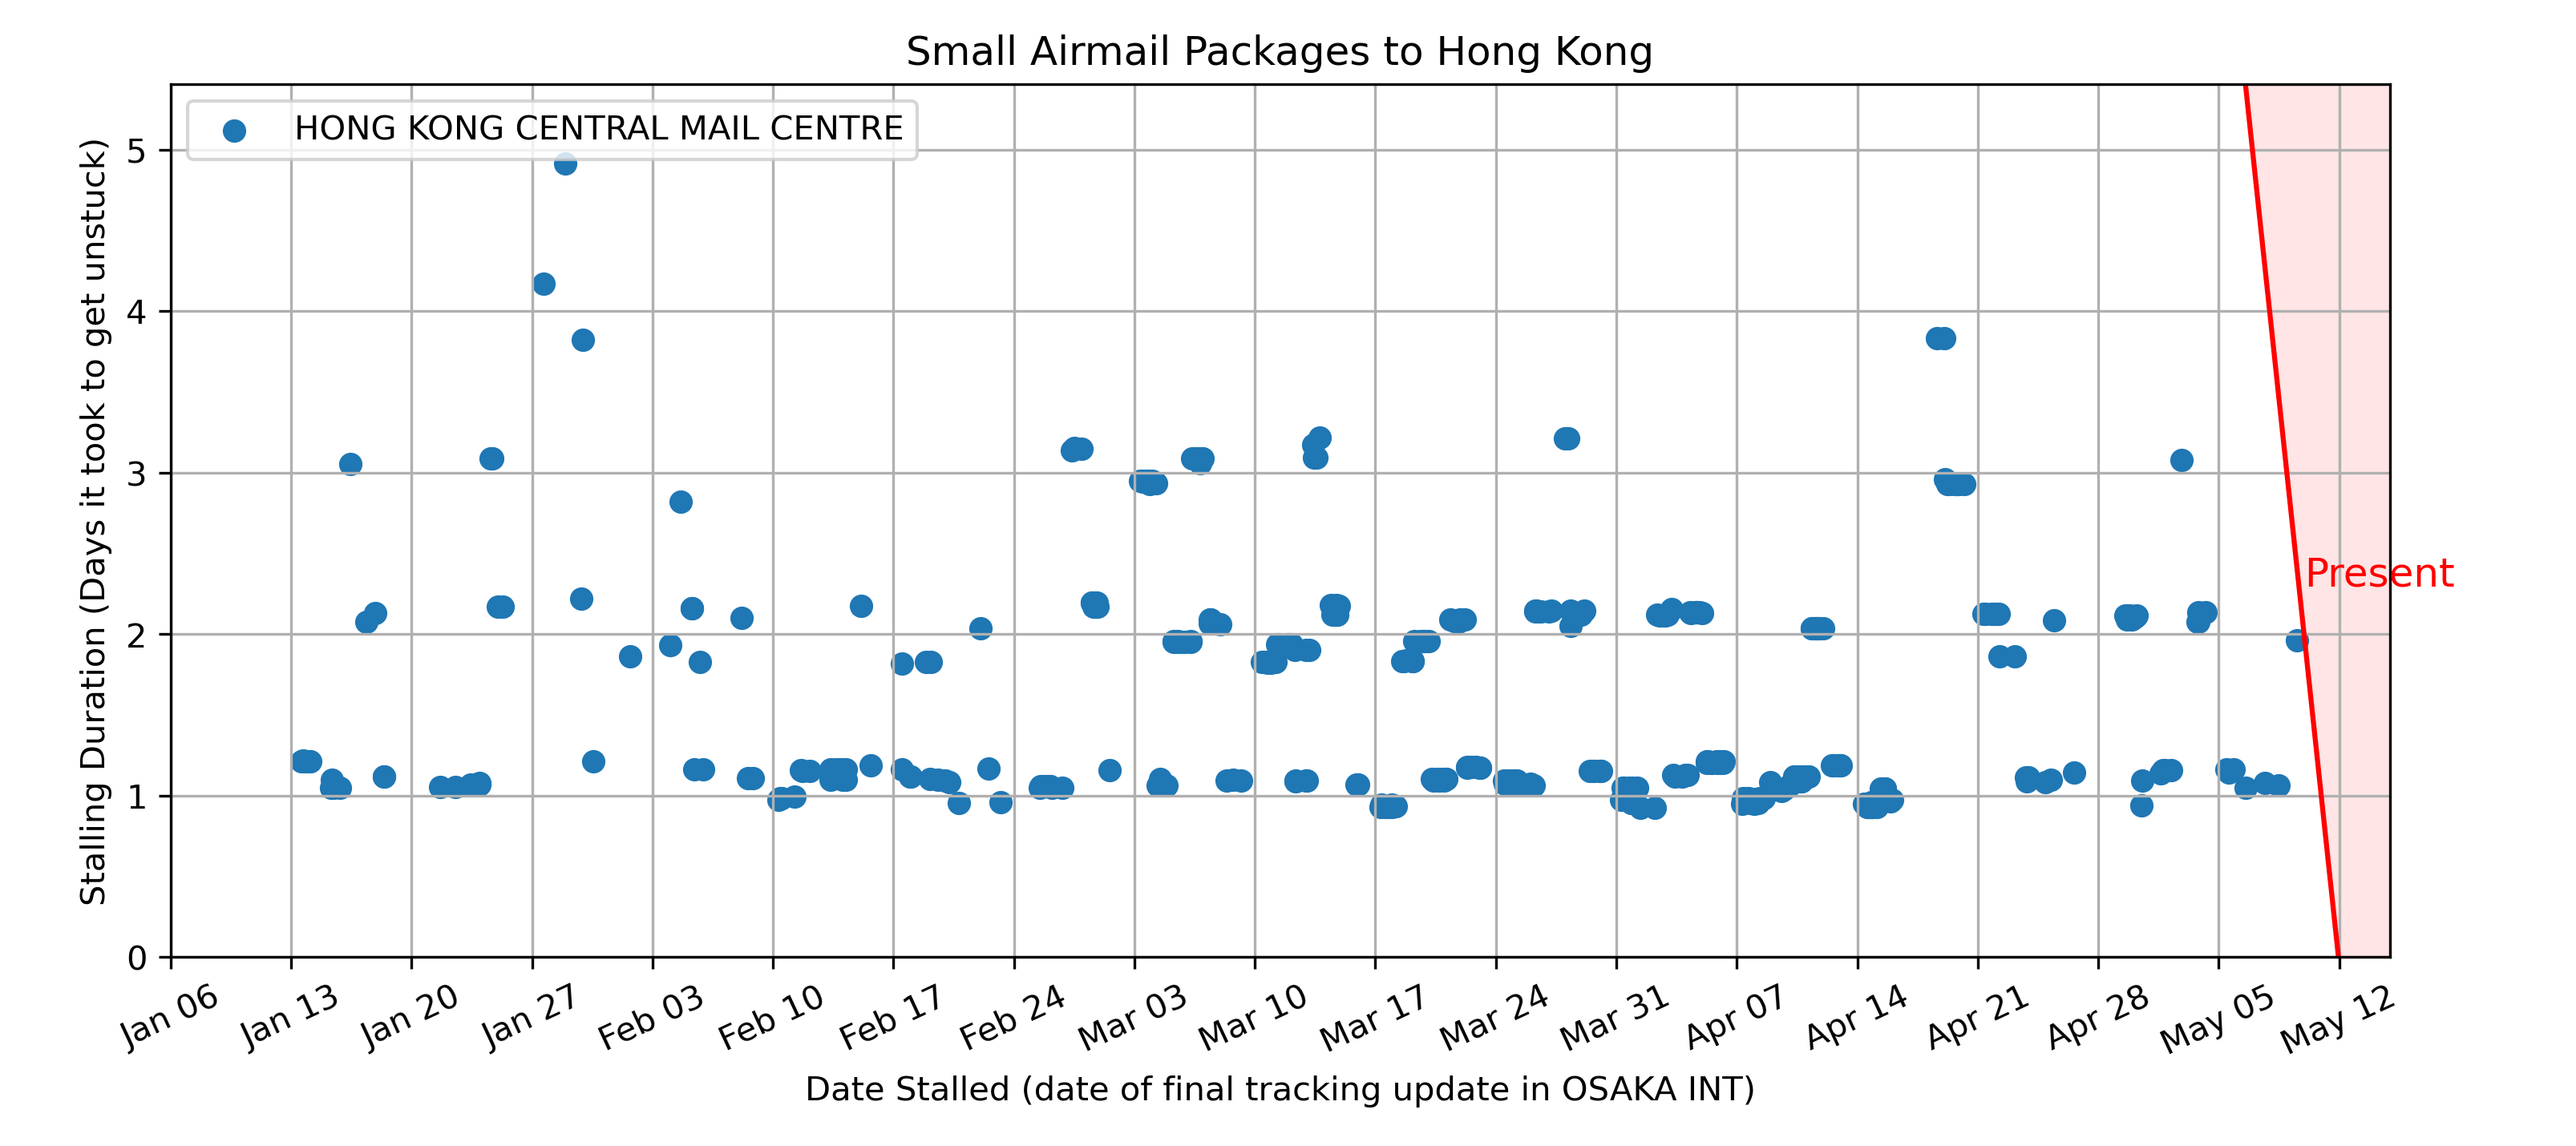 Small Airmail Packages to Hong Kong
HONG KONG CENTRAL MAIL CENTRE
Stalling Duration (Days it took to get unstuck)
5
4
3
2
1
0
Present
Jan 06
Jan 13
Jan 20
Jan 27
Feb 03
Feb 10
Feb 17
Feb 24
Mar 03
Mar 10
Mar 17
Mar 24
Mar 31
Apr 07
Apr 14
Apr 21
Apr 28
May 05
May 12
Date Stalled (date of final tracking update in OSAKA INT)